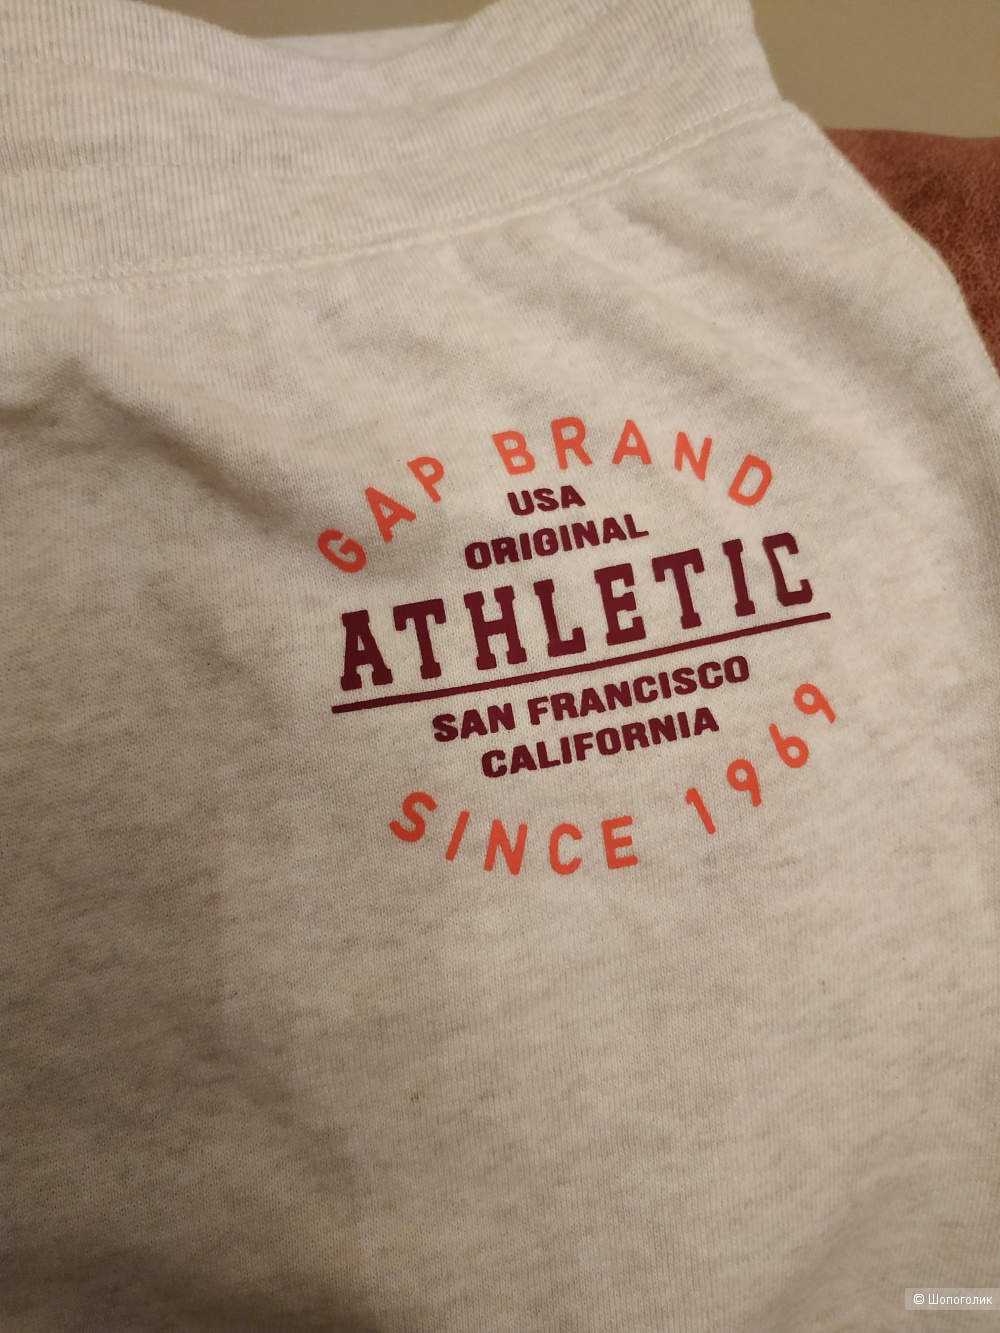 GAP BRAND
USA
ORIGINAL
ATHLETIC
SAN FRANCISCO
CALIFORNIA
SINCE 1969
© Шопоголик